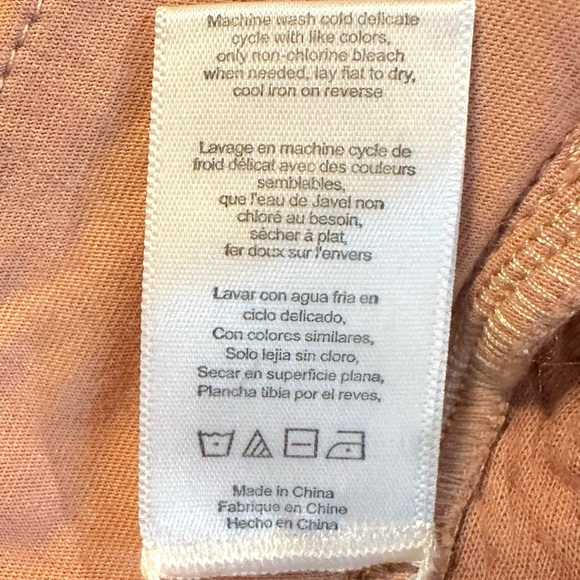 Machine wash cold delicate
cycle with like colors,
only non-chlorine bleach
when needed, lay flat to dry,
cool iron on reverse
Lavage en machine cycle de
froid délicat avec des couleurs
semblables,
que l'eau de Javel non
chloré au besoin,
sécher à plat,
fer doux sur l'envers
Lavar con agua fria en
ciclo delicado,
Con colores similares,
Solo lejia sin cloro,
Secar en superficie plana,
Plancha tibia por el reves,
Made in China
Fabrique en Chine
Hecho en China